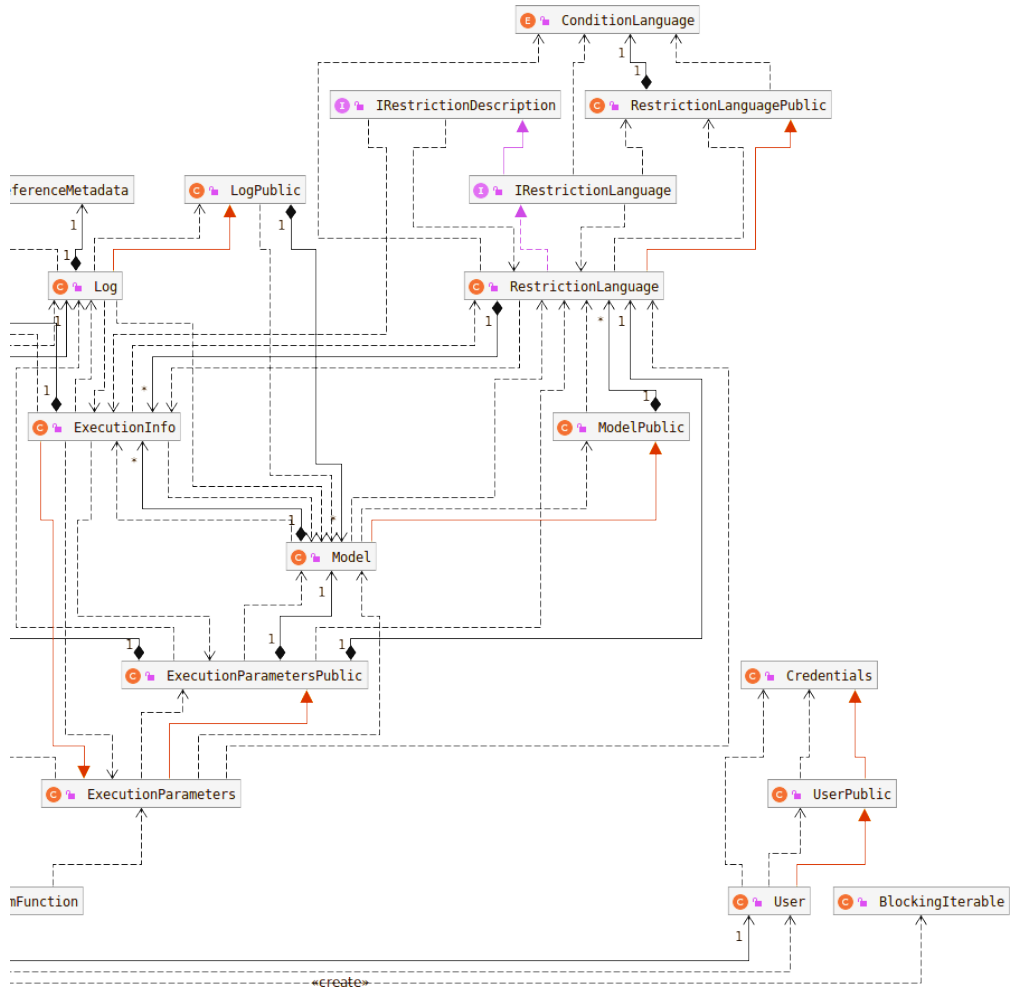 E ConditionLanguage
1
1
I IRestrictionDescription
C RestrictionLanguagePublic
eferenceMetadata
C LogPublic
I IRestrictionLanguage
1
1
C Log
C RestrictionLanguage
1
1
*
1
*
1
1
C ExecutionInfo
C ModelPublic
*
1
*
C Model
1
1
1
1
C ExecutionParametersPublic
C Credentials
C ExecutionParameters
C UserPublic
mFunction
C User
C BlockingIterable
1
«create»